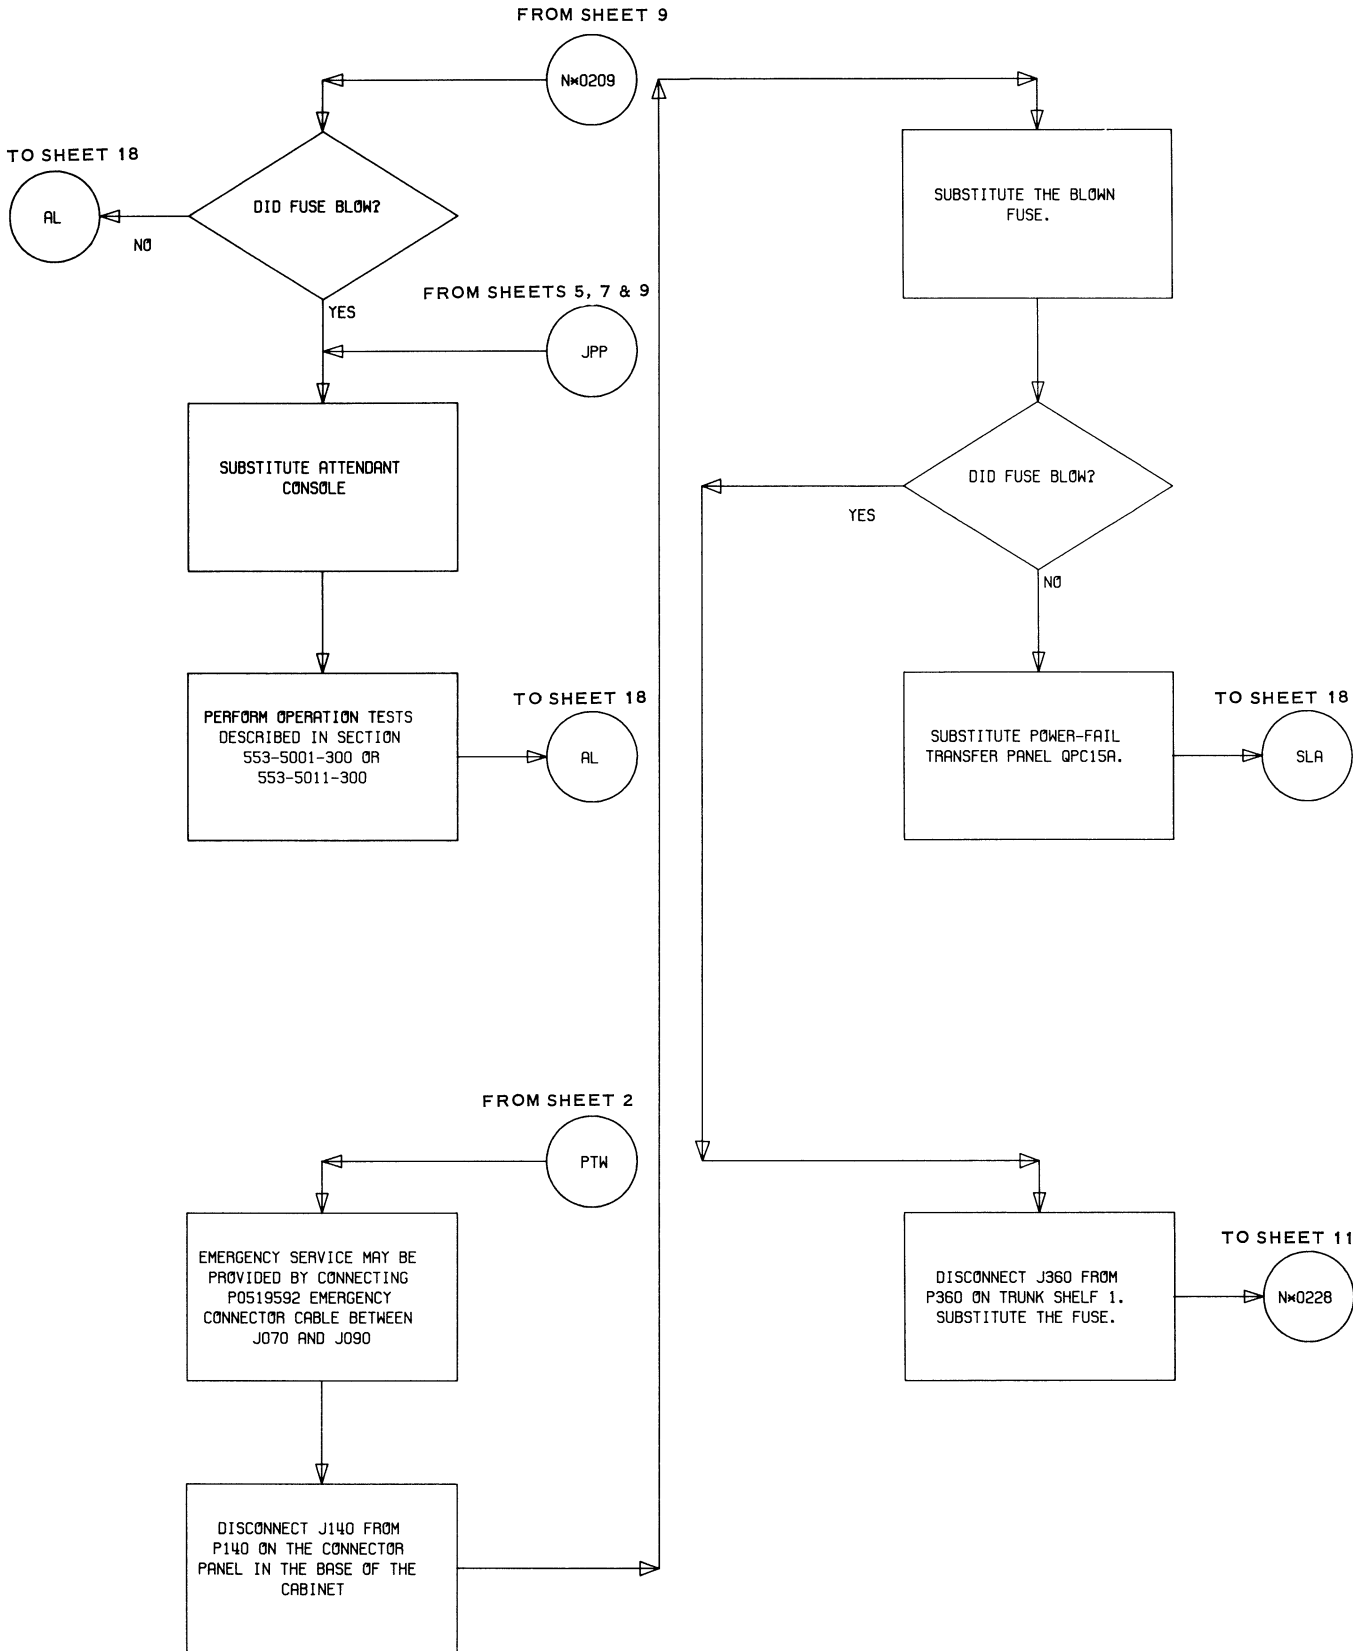 FROM SHEET 9
N*0209
TO SHEET 18
AL
NO
DID FUSE BLOW?
YES
FROM SHEETS 5, 7 & 9
JPP
SUBSTITUTE ATTENDANT
CONSOLE
PERFORM OPERATION TESTS
DESCRIBED IN SECTION
553-5001-300 OR
553-5011-300
TO SHEET 18
AL
FROM SHEET 2
PTW
EMERGENCY SERVICE MAY BE
PROVIDED BY CONNECTING
P0519592 EMERGENCY
CONNECTOR CABLE BETWEEN
J070 AND J090
DISCONNECT J140 FROM
P140 ON THE CONNECTOR
PANEL IN THE BASE OF THE
CABINET
SUBSTITUTE THE BLOWN
FUSE.
DID FUSE BLOW?
YES
NO
SUBSTITUTE POWER-FAIL
TRANSFER PANEL QPC15A.
TO SHEET 18
SLA
DISCONNECT J360 FROM
P360 ON TRUNK SHELF 1.
SUBSTITUTE THE FUSE.
TO SHEET 11
N*0228